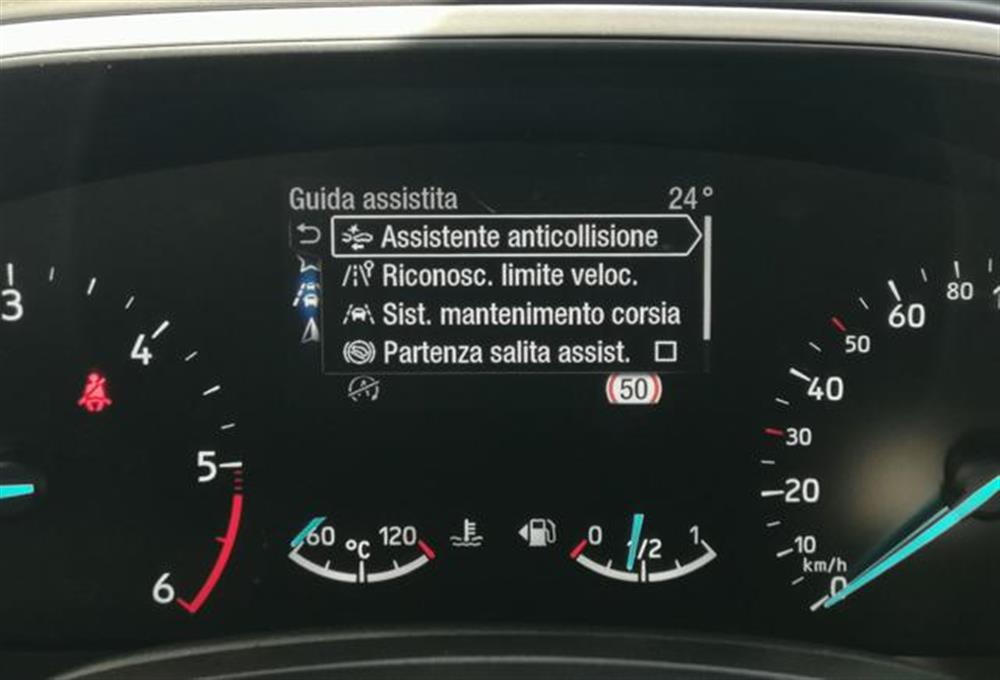 Guida assistita 24°
Assistente anticollisione
Riconosc. limite veloc.
Sist. mantenimento corsia
Partenza salita assist.
50
3
4
5
6
60 °C 120
0 1/2 1
80
60
50
40
30
20
10
km/h
0